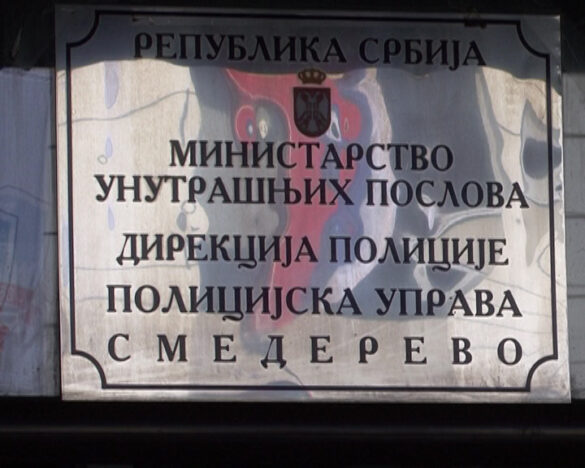 РЕПУБЛИКА СРБИЈА
МИНИСТАРСТВО
УНУТРАШЊИХ ПОСЛОВА
ДИРЕКЦИЈА ПОЛИЦИЈЕ
ПОЛИЦИЈСКА УПРАВА
СМЕДЕРЕВО